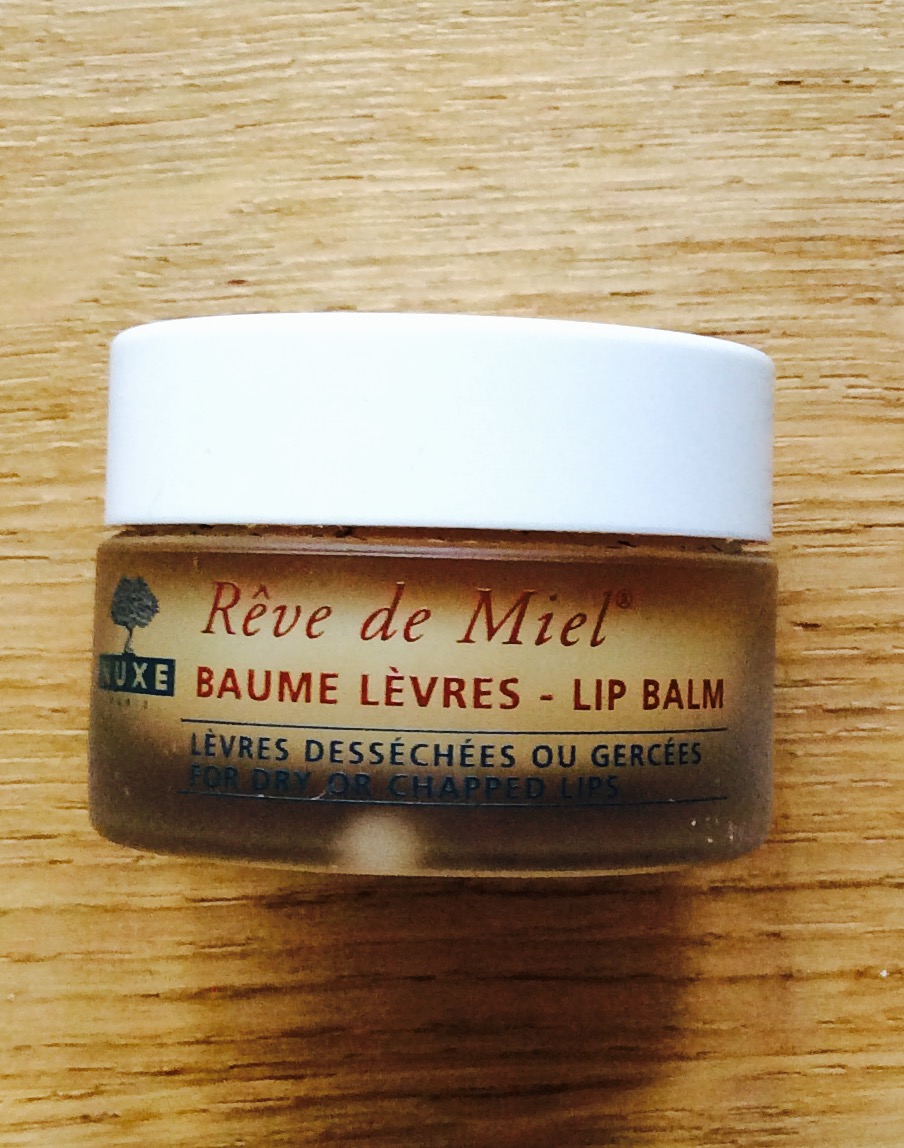 Rêve de Miel®
NUXE
BAUME LÈVRES - LIP BALM
LÈVRES DESSÉCHÉES OU GERCÉES
FOR DRY OR CHAPPED LIPS